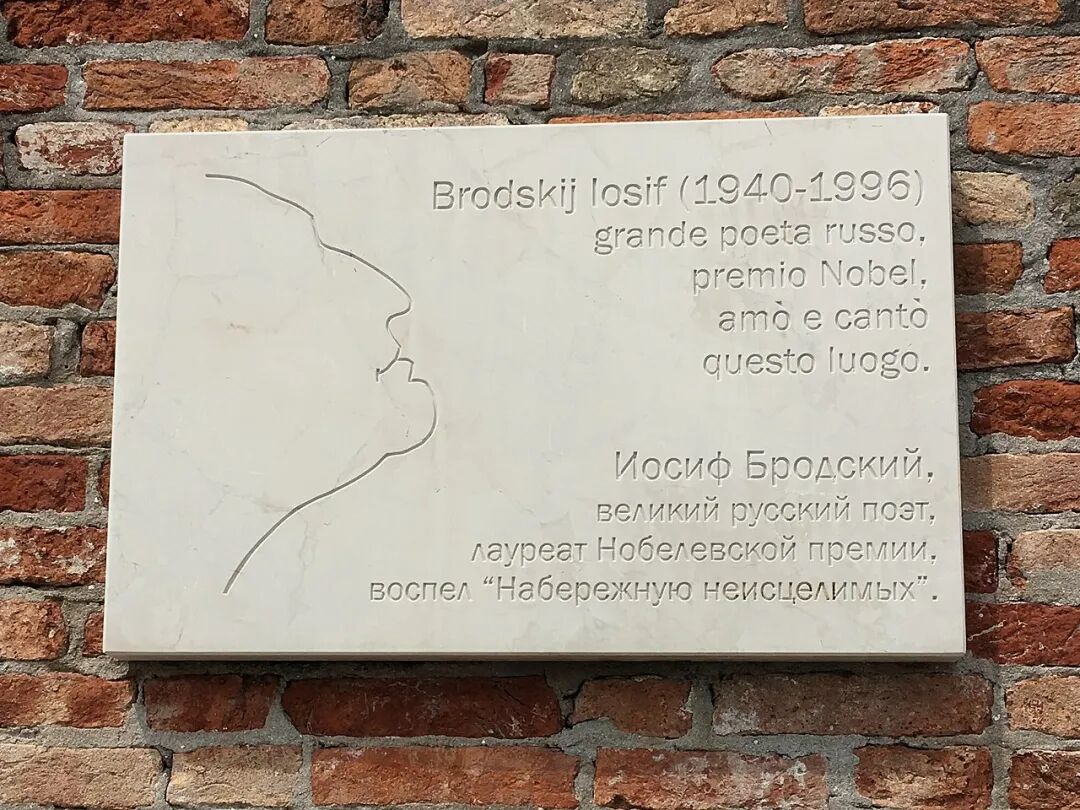 Brodskij Iosif (1940-1996)
grande poeta russo,
premio Nobel,
amò e cantò
questo luogo.
Иосиф Бродский,
великий русский поэт,
лауреат Нобелевской премии,
воспел “Набережную неисцелимых”.